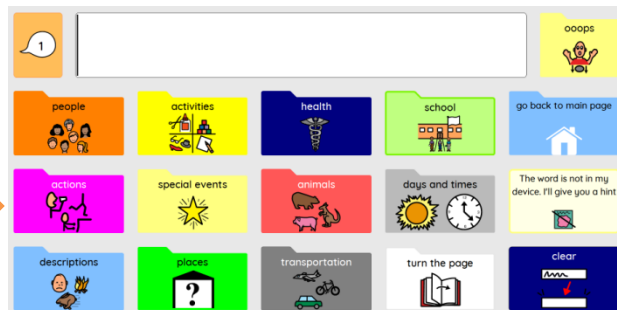 1
ooops
people
activities
health
school
go back to main page
actions
special events
animals
days and times
The word is not in my
device. I'll give you a hint
descriptions
places
?
transportation
turn the page
clear